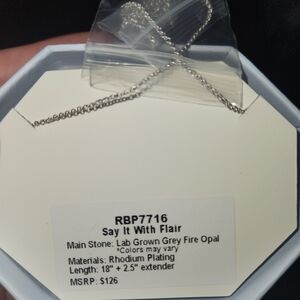 RBP7716
Say It With Flair
Main Stone: Lab Grown Grey Fire Opal
*Colors may vary
Materials: Rhodium Plating
Length: 18" + 2.5" extender
MSRP: $126